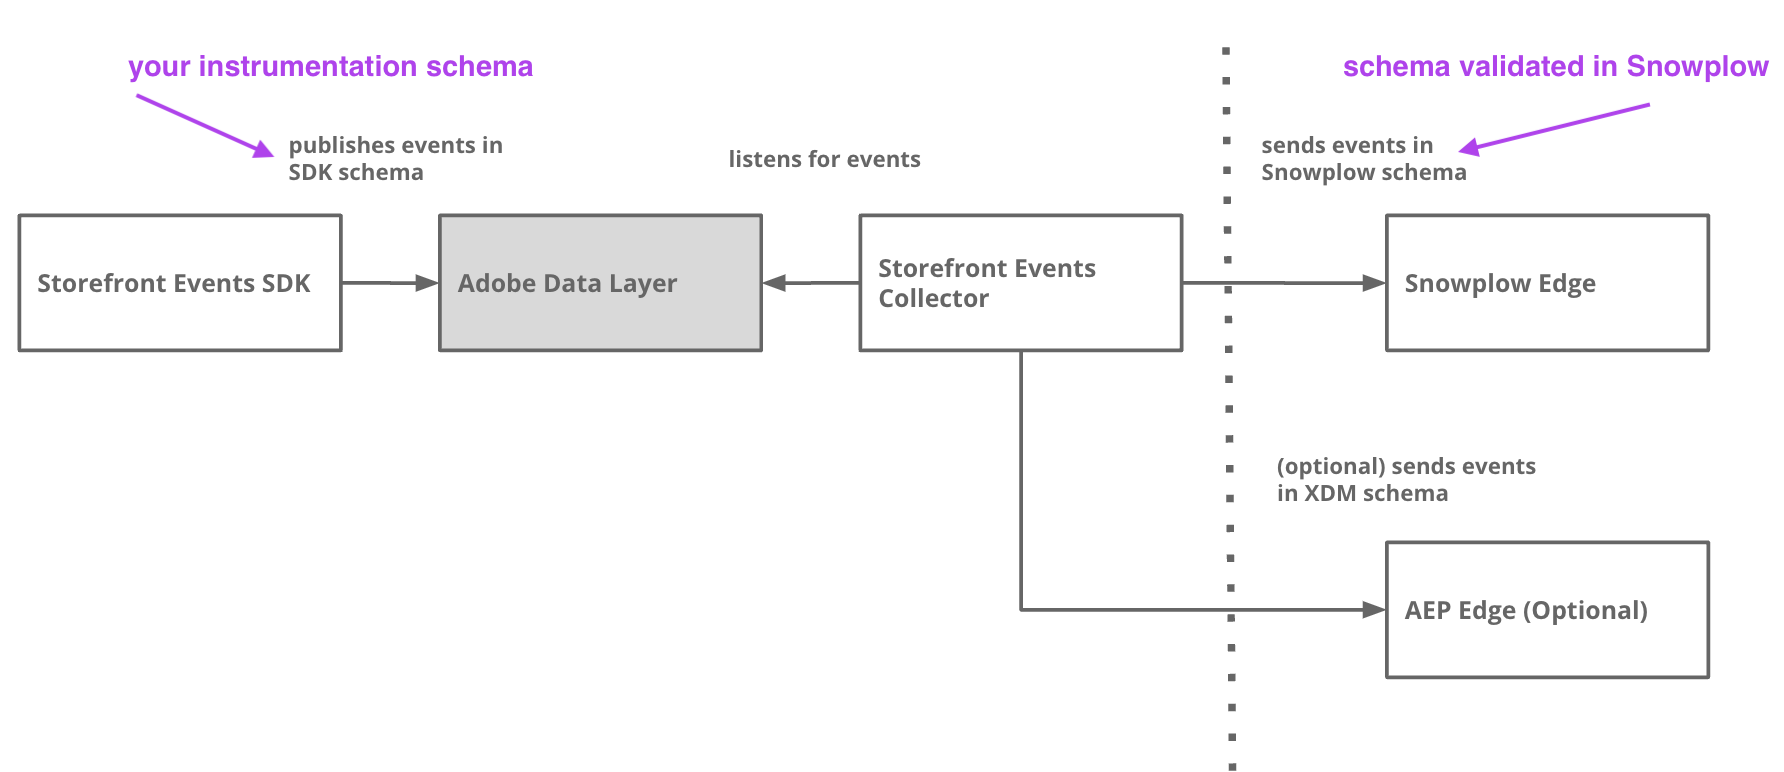 your instrumentation schema
schema validated in Snowplow
publishes events in
SDK schema
listens for events
sends events in
Snowplow schema
Storefront Events SDK
Adobe Data Layer
Storefront Events
Collector
Snowplow Edge
(optional) sends events
in XDM schema
AEP Edge (Optional)